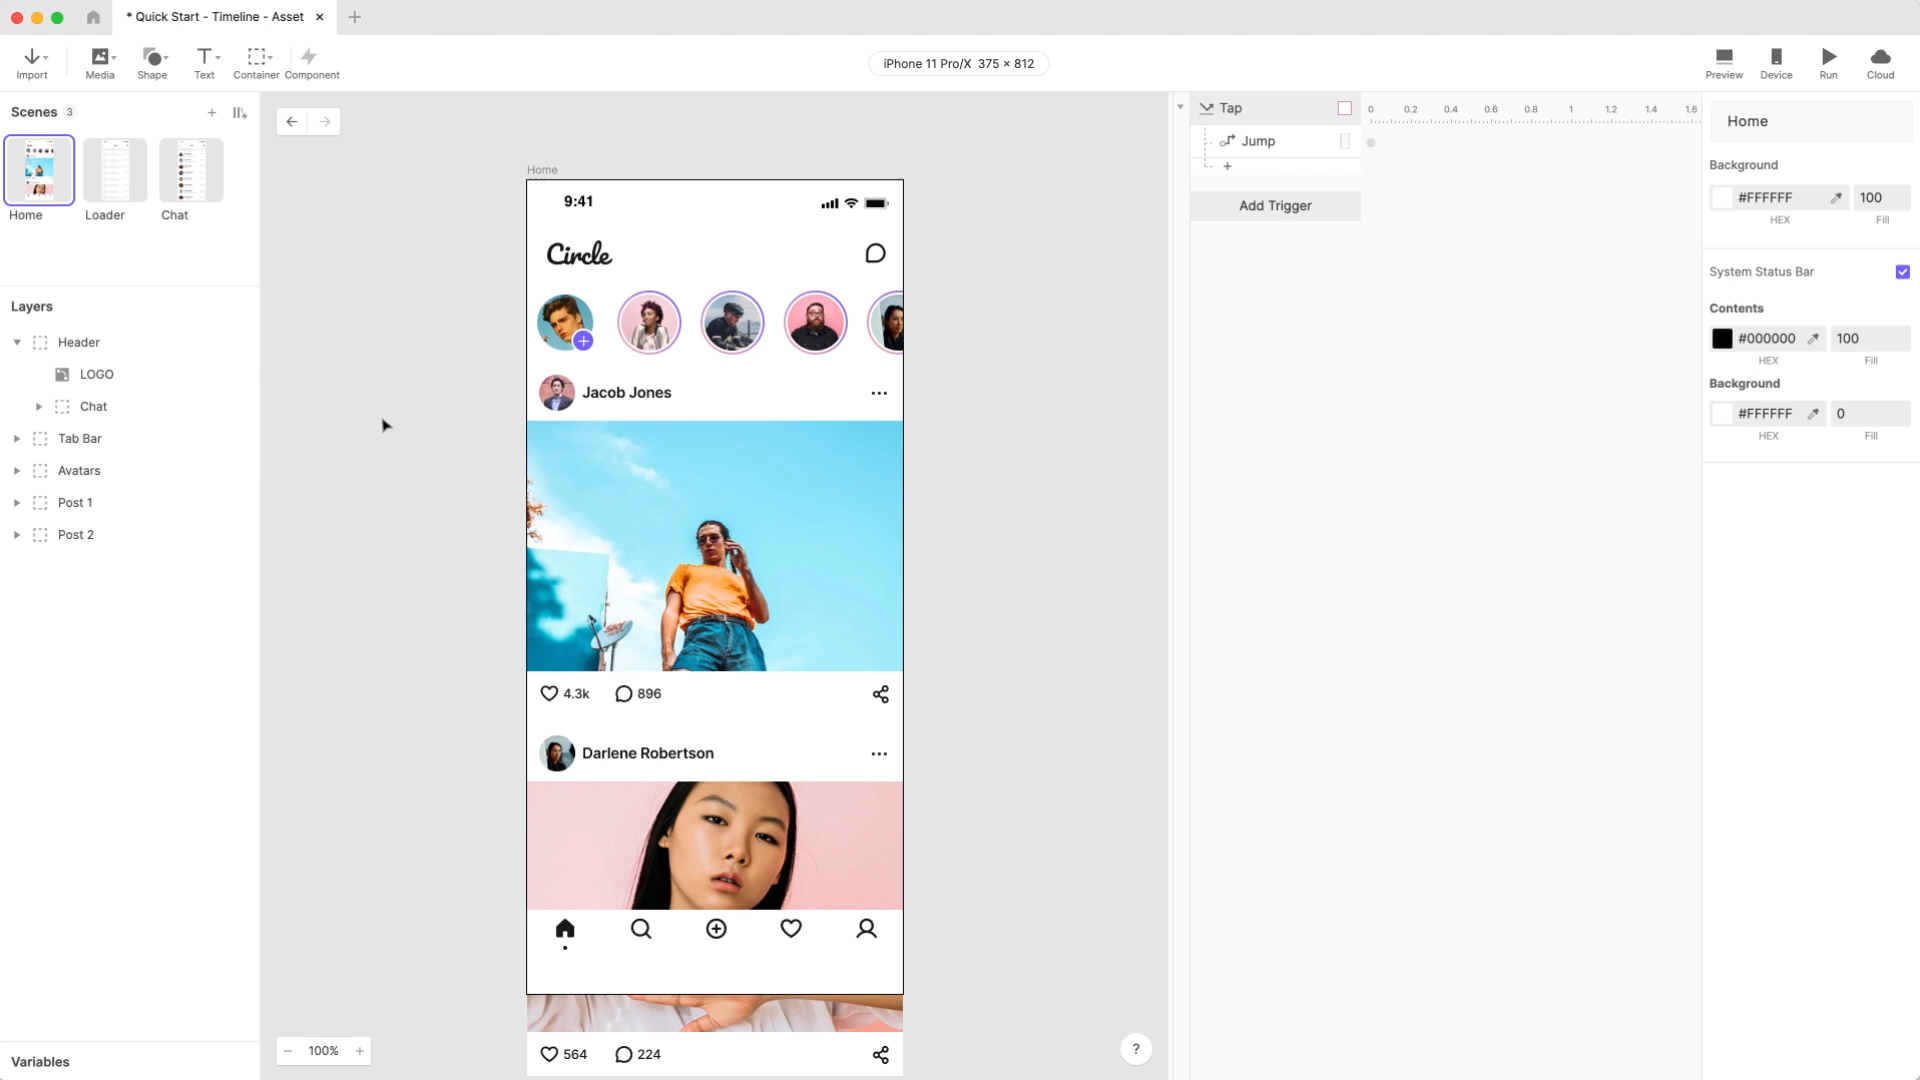 * Quick Start - Timeline - Asset
Import
Media
Shape
Text
Container
Component
iPhone 11 Pro/X 375 × 812
Preview
Device
Run
Cloud
Scenes 3
Home
Loader
Chat
Layers
Header
LOGO
Chat
Tab Bar
Avatars
Post 1
Post 2
Variables
Home
9:41
Circle
Jacob Jones
4.3k 896
Darlene Robertson
564 224
100%
?
Tap
Jump
Add Trigger
0 0.2 0.4 0.6 0.8 1 1.2 1.4 1.6
Home
Background
#FFFFFF 100
HEX Fill
System Status Bar
Contents
#000000 100
HEX Fill
Background
#FFFFFF 0
HEX Fill